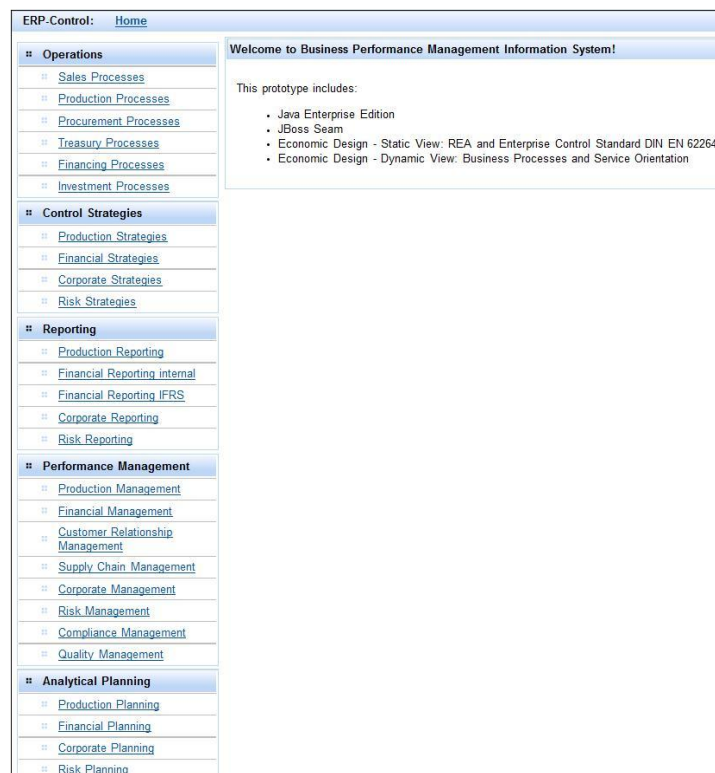 ERP-Control: Home
Operations
Sales Processes
Production Processes
Procurement Processes
Treasury Processes
Financing Processes
Investment Processes
Control Strategies
Production Strategies
Financial Strategies
Corporate Strategies
Risk Strategies
Reporting
Production Reporting
Financial Reporting internal
Financial Reporting IFRS
Corporate Reporting
Risk Reporting
Performance Management
Production Management
Financial Management
Customer Relationship
Management
Supply Chain Management
Corporate Management
Risk Management
Compliance Management
Quality Management
Analytical Planning
Production Planning
Financial Planning
Corporate Planning
Risk Planning
Welcome to Business Performance Management Information System!
This prototype includes:
• Java Enterprise Edition
• JBoss Seam
• Economic Design - Static View: REA and Enterprise Control Standard DIN EN 62264
• Economic Design - Dynamic View: Business Processes and Service Orientation